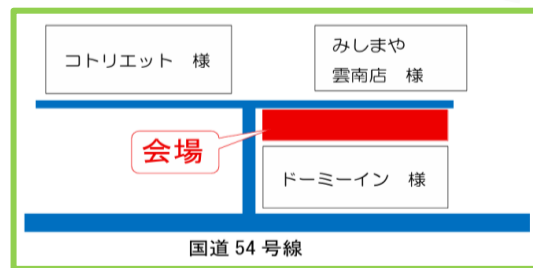 コトリエット 様
みしまや
雲南店 様
会場
ドーミーイン 様
国道 54 号線